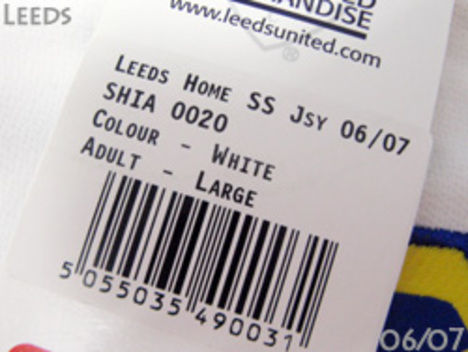 LEEDS
ANDISE
www.leedsunited.com
LEEDS HOME SS JSY 06/07
SHIA 0020
COLOUR - WHITE
ADULT - LARGE
5 055035 490031
06/07